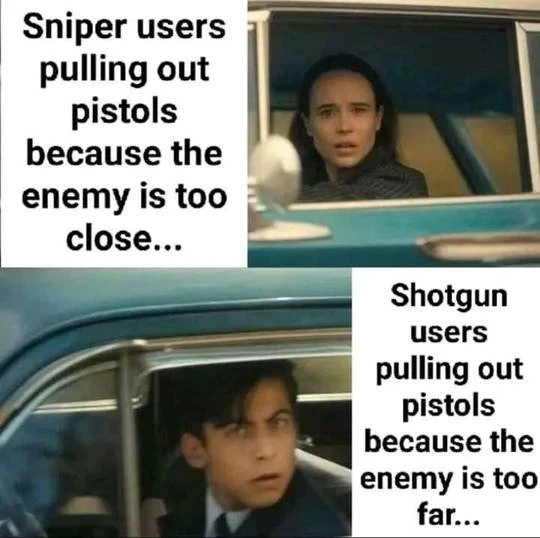 Sniper users
pulling out
pistols
because the
enemy is too
close...
Shotgun
users
pulling out
pistols
because the
enemy is too
far...